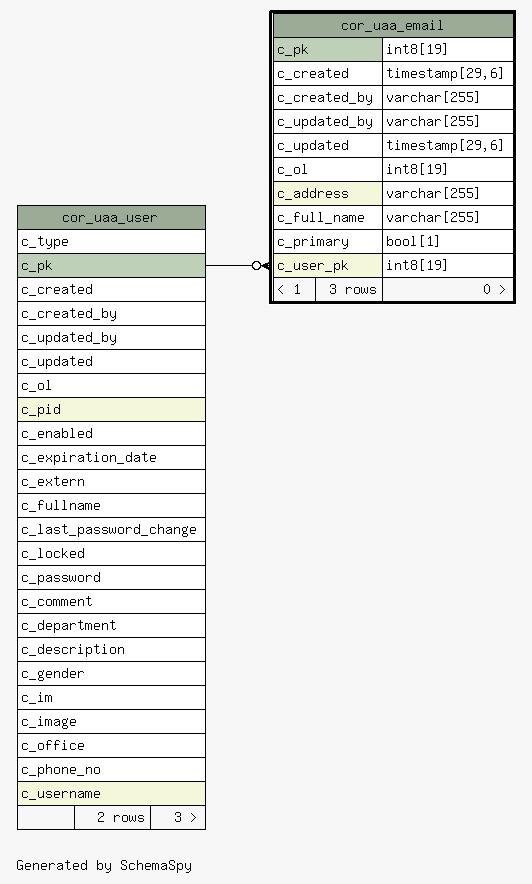 cor_uaa_email
c_pk int8[19]
c_created timestamp[29,6]
c_created_by varchar[255]
c_updated_by varchar[255]
c_updated timestamp[29,6]
c_ol int8[19]
c_address varchar[255]
c_full_name varchar[255]
c_primary bool[1]
c_user_pk int8[19]
< 1 3 rows 0 >
cor_uaa_user
c_type
c_pk
c_created
c_created_by
c_updated_by
c_updated
c_ol
c_pid
c_enabled
c_expiration_date
c_extern
c_fullname
c_last_password_change
c_locked
c_password
c_comment
c_department
c_description
c_gender
c_im
c_image
c_office
c_phone_no
c_username
2 rows 3 >
Generated by SchemaSpy